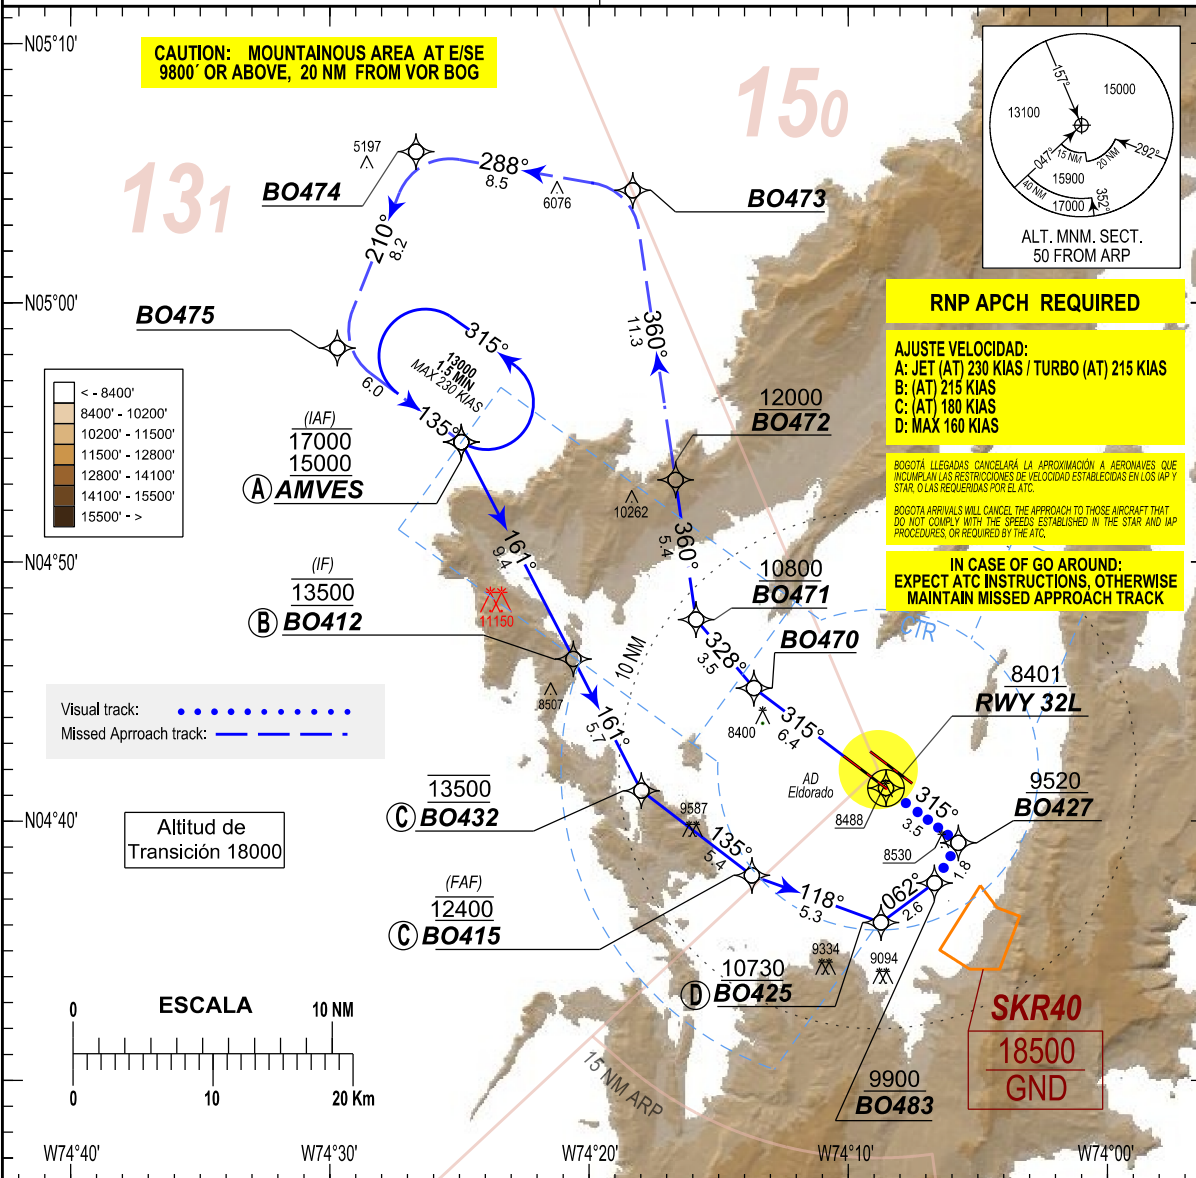 N05°10'
CAUTION: MOUNTAINOUS AREA AT E/SE
9800´ OR ABOVE, 20 NM FROM VOR BOG
150
131
157°
15000
13100
047°
15 NM
20 NM
292°
15900
40 NM
352°
17000
ALT. MNM. SECT.
50 FROM ARP
5197
BO474
288°
8.5
6076
BO473
210°
8.2
N05°00'
BO475
RNP APCH REQUIRED
AJUSTE VELOCIDAD:
A: JET (AT) 230 KIAS / TURBO (AT) 215 KIAS
B: (AT) 215 KIAS
C: (AT) 180 KIAS
D: MAX 160 KIAS
BOGOTÁ LLEGADAS CANCELARÁ LA APROXIMACIÓN A AERONAVES QUE
INCUMPLAN LAS RESTRICCIONES DE VELOCIDAD ESTABLECIDAS EN LOS IAP Y
STAR, O LAS REQUERIDAS POR EL ATC.
BOGOTA ARRIVALS WILL CANCEL THE APPROACH TO THOSE AIRCRAFT THAT
DO NOT COMPLY WITH THE SPEEDS ESTABLISHED IN THE STAR AND IAP
PROCEDURES, OR REQUIRED BY THE ATC.
IN CASE OF GO AROUND:
EXPECT ATC INSTRUCTIONS, OTHERWISE
MAINTAIN MISSED APPROACH TRACK
315°
13000
1.5 MIN
MAX 230 KIAS
360°
11.3
6.0
135°
< - 8400'
8400' - 10200'
10200' - 11500'
11500' - 12800'
12800' - 14100'
14100' - 15500'
15500' - >
(IAF)
17000
15000
A AMVES
12000
BO472
10262
N04°50'
161°
9.4
360°
5.4
(IF)
13500
B BO412
11150
10800
BO471
CTR
10 NM
328°
3.5
BO470
8507
8401
RWY 32L
Visual track:
Missed Aprroach track:
161°
5.7
8400
315°
6.4
AD
Eldorado
13500
C BO432
9587
8488
315°
3.5
9520
BO427
N04°40'
Altitud de
Transición 18000
135°
5.4
8530
1.8
(FAF)
12400
C BO415
118°
5.3
062°
2.6
9334
9094
10730
D BO425
ESCALA
0
10 NM
0
10
20 Km
SKR40
18500
GND
15 NM ARP
9900
BO483
W74°40'
W74°30'
W74°20'
W74°10'
W74°00'